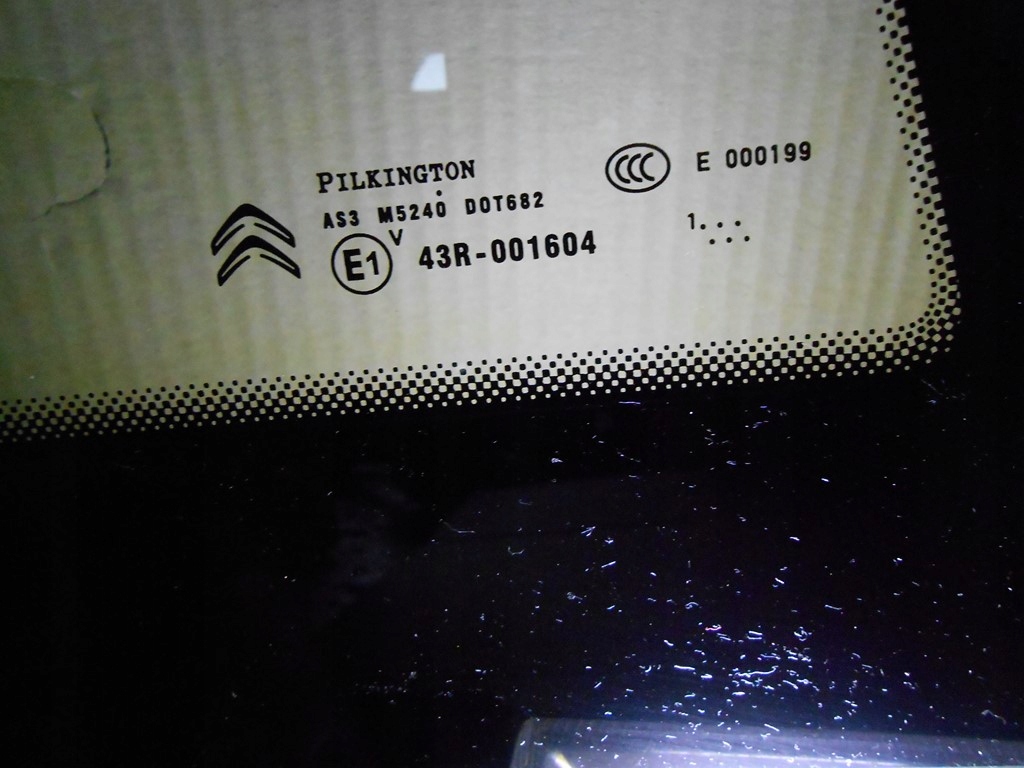 PILKINGTON
AS3 M5240 DOT682
E1 V 43R-001604
CCC E 000199
1. . .
. . .